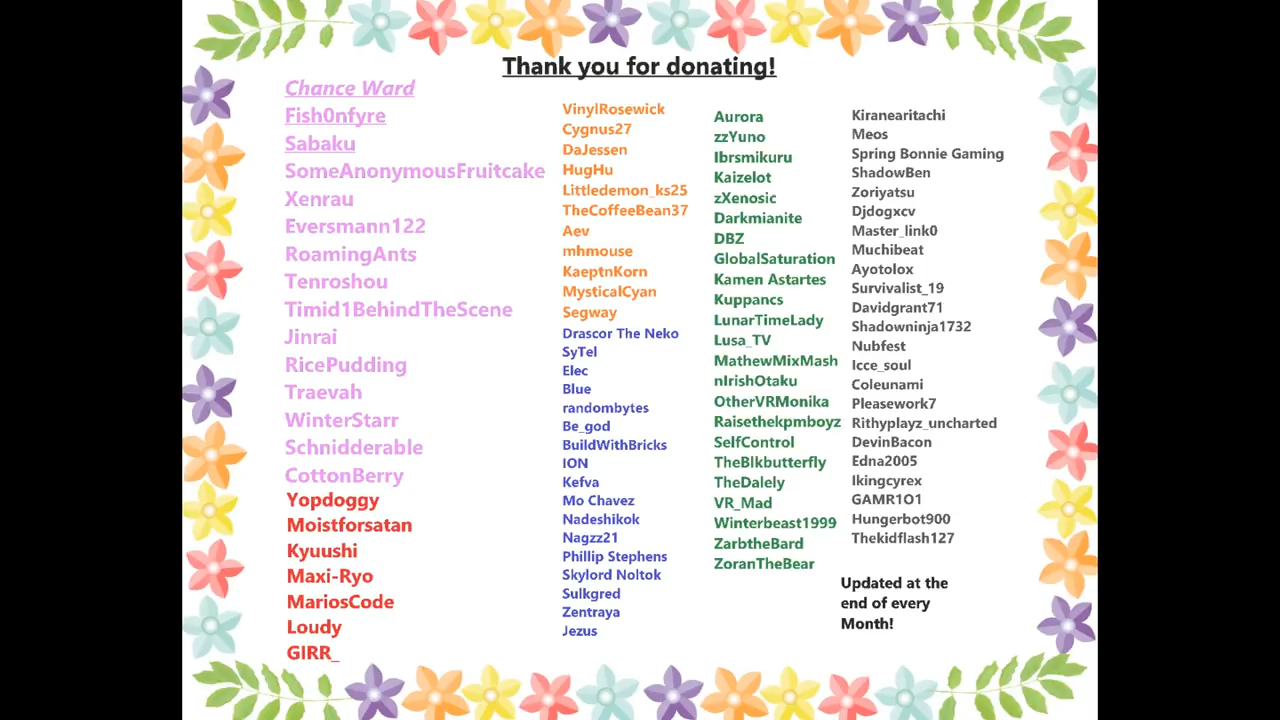 Thank you for donating!
Chance Ward
Fish0nfyre
Sabaku
SomeAnonymousFruitcake
Xenrau
Eversmann122
RoamingAnts
Tenroshou
Timid1BehindTheScene
Jinrai
RicePudding
Traevah
WinterStarr
Schnidderable
CottonBerry
Yopdoggy
Moistforsatan
Kyuushi
Maxi-Ryo
MariosCode
Loudy
GIRR_
VinylRosewick
Cygnus27
DaJessen
HugHu
Littledemon_ks25
TheCoffeeBean37
Aev
mhmouse
KaeptnKorn
MysticalCyan
Segway
Drascor The Neko
SyTel
Elec
Blue
randombytes
Be_god
BuildWithBricks
ION
Kefva
Mo Chavez
Nadeshikok
Nagzz21
Phillip Stephens
Skylord Noltok
Sulkgred
Zentraya
Jezus
Aurora
zzYuno
Ibrsmikuru
Kaizelot
zXenosic
Darkmianite
DBZ
GlobalSaturation
Kamen Astartes
Kuppancs
LunarTimeLady
Lusa_TV
MathewMixMash
nIrishOtaku
OtherVRMonika
Raisethekpmboyz
SelfControl
TheBlkbutterfly
TheDalely
VR_Mad
Winterbeast1999
ZarbtheBard
ZoranTheBear
Kiranearitachi
Meos
Spring Bonnie Gaming
ShadowBen
Zoriyatsu
Djdogxcv
Master_link0
Muchibeat
Ayotolox
Survivalist_19
Davidgrant71
Shadowninja1732
Nubfest
Icce_soul
Coleunami
Pleasework7
Rithyplayz_uncharted
DevinBacon
Edna2005
Ikingcyrex
GAMR1O1
Hungerbot900
Thekidflash127
Updated at the
end of every
Month!